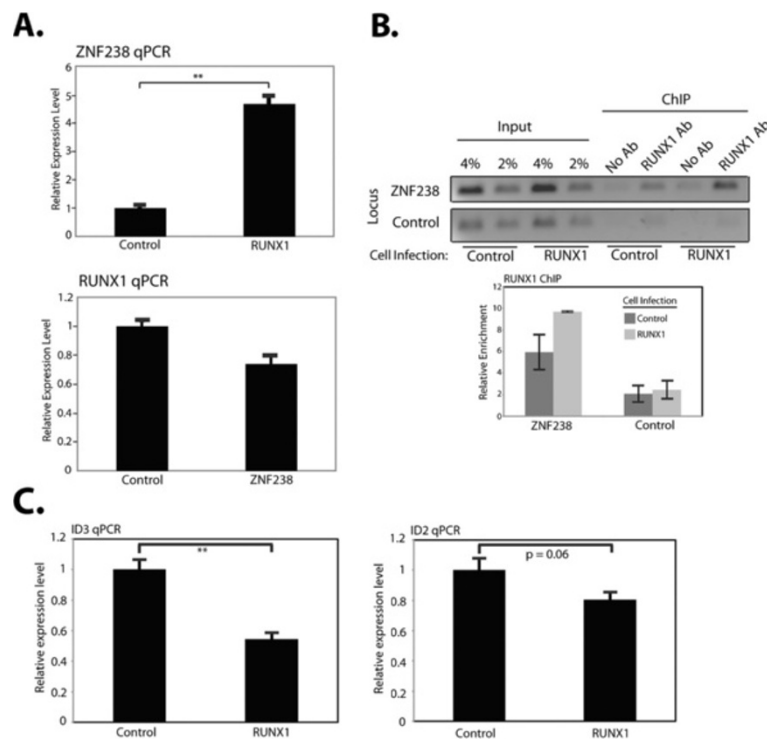 A.
ZNF238 qPCR
Relative Expression Level
6
5
4
3
2
1
0
**
Control RUNX1
RUNX1 qPCR
Relative Expression Level
1.2
1
0.8
0.6
0.4
0.2
0
Control ZNF238
B.
ChIP
Input
No Ab RUNX1 Ab No Ab RUNX1 Ab
4% 2% 4% 2%
Locus
ZNF238
Control
Cell Infection: Control RUNX1 Control RUNX1
RUNX1 ChIP
Relative Enrichment
12
10
8
6
4
2
0
Cell Infection
Control
RUNX1
ZNF238 Control
C.
ID3 qPCR
Relative expression level
1.2
1
0.8
0.6
0.4
0.2
0
**
Control RUNX1
ID2 qPCR
Relative expression level
1.2
1
0.8
0.6
0.4
0.2
0
p = 0.06
Control RUNX1